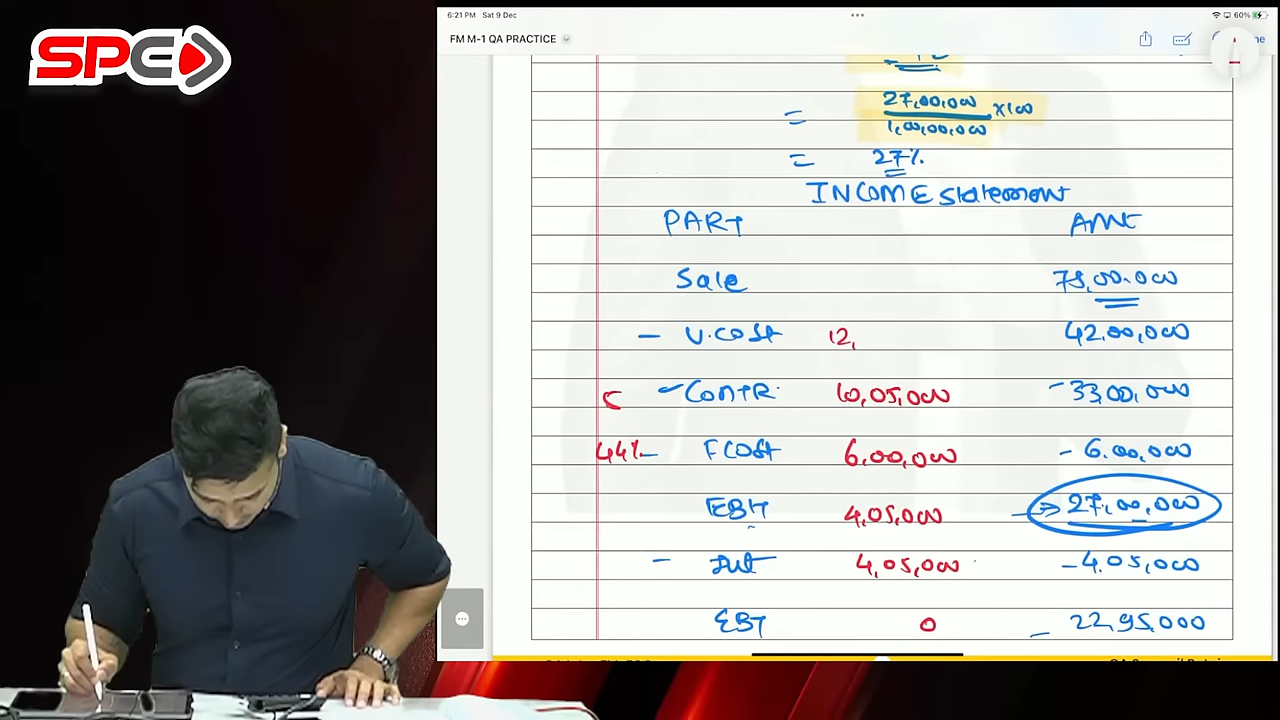 SPEC
6:21 PM Sat 9 Dec
60%
FM M-1 QA PRACTICE
= 27,00,000 ×100
1,00,00,000
= 27%
INCOME statement
PART AMT
Sale 75,00,000
- V.COST 12, 42,00,000
5 - CONTR. 10,05,000 - 33,00,000
44% - FCOST 6,00,000 - 6,00,000
EBIT 4,05,000 → 27,00,000
- Int 4,05,000 - 4,05,000
EBT 0 - 22,95,000